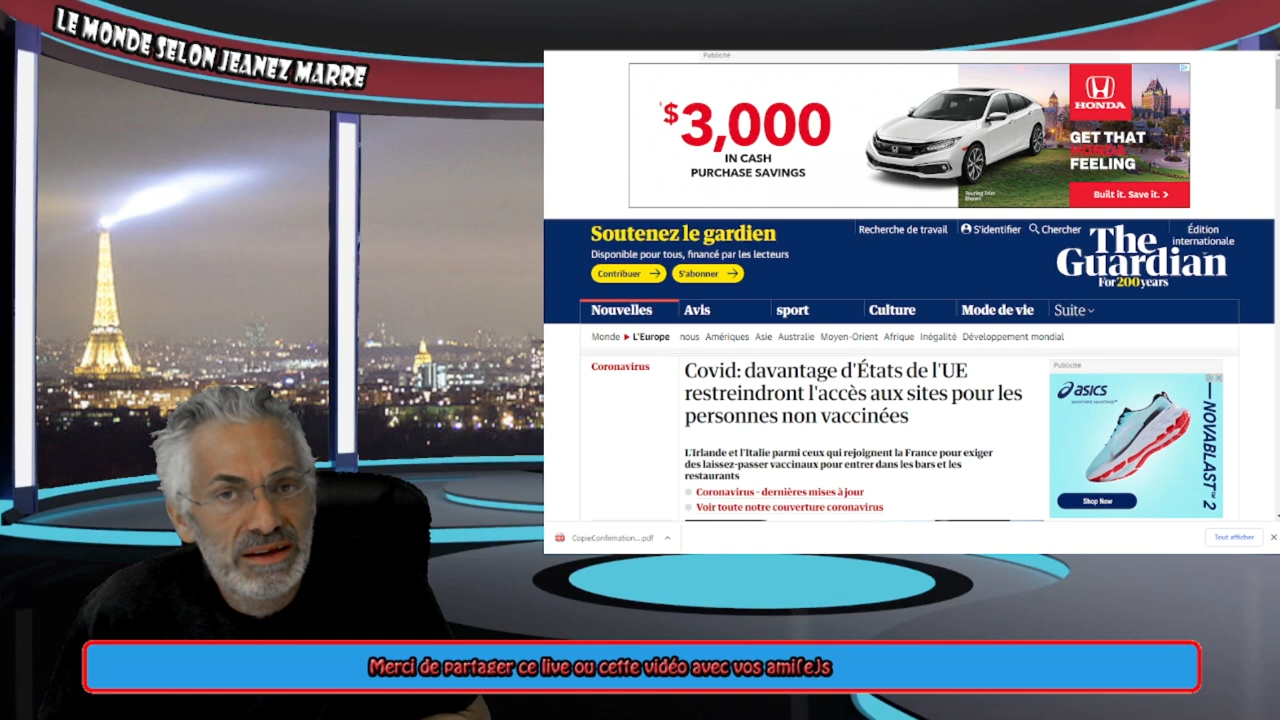 LE MONDE SELON JEANEZ MARRE
Publicité
$3,000
IN CASH
PURCHASE SAVINGS
Touring Trim
Shown
HONDA
GET THAT
HONDA
FEELING
Built it. Save it. >
Soutenez le gardien
Disponible pour tous, financé par les lecteurs
Contribuer →
S'abonner →
Recherche de travail
S'identifier
Chercher
Édition
internationale
The
Guardian
For 200 years
Nouvelles
Avis
sport
Culture
Mode de vie
Suite
Monde
L'Europe
nous
Amériques
Asie
Australie
Moyen-Orient
Afrique
Inégalité
Développement mondial
Coronavirus
Covid: davantage d'États de l'UE
restreindront l'accès aux sites pour les
personnes non vaccinées
L'Irlande et l'Italie parmi ceux qui rejoignent la France pour exiger
des laissez-passer vaccinaux pour entrer dans les bars et les
restaurants
Coronavirus - dernières mises à jour
Voir toute notre couverture coronavirus
Publicité
asics
NOVABLAST™ 2
Shop Now
CopieConfirmation....pdf
Tout afficher
Merci de partager ce live ou cette vidéo avec vos ami(e)s